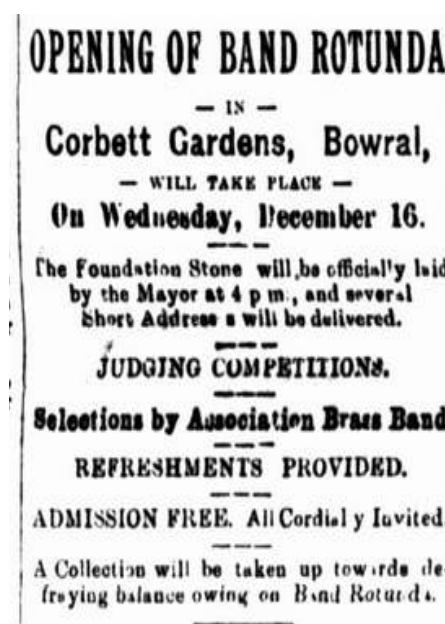 OPENING OF BAND ROTUNDA
— IN —
Corbett Gardens, Bowral,
— WILL TAKE PLACE —
On Wednesday, December 16.
The Foundation Stone will be officially laid
by the Mayor at 4 p m., and several
Short Address s will be delivered.
JUDGING COMPETITIONS.
Selections by Association Brass Band
REFRESHMENTS PROVIDED.
ADMISSION FREE. All Cordial y Invited
A Collection will be taken up towards de-
fraying balance owing on Band Rotunda.